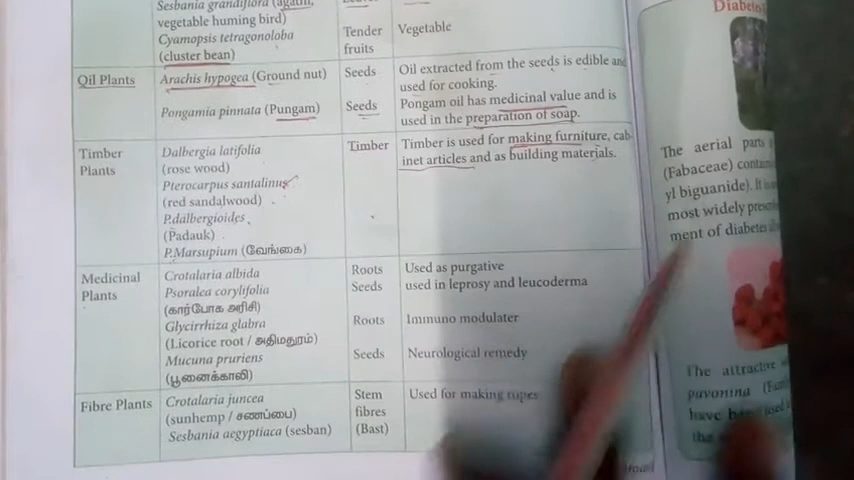 Sesbania grandiflora (agathi,
vegetable huming bird)
Cyamopsis tetragonoloba
(cluster bean)
Tender
fruits
Vegetable
Oil Plants
Arachis hypogea (Ground nut)
Seeds
Oil extracted from the seeds is edible and
used for cooking.
Pongamia pinnata (Pungam)
Seeds
Pongam oil has medicinal value and is
used in the preparation of soap.
Timber
Plants
Dalbergia latifolia
(rose wood)
Pterocarpus santalinus
(red sandalwood)
P.dalbergioides
(Padauk)
P.Marsupium (வேங்கை)
Timber
Timber is used for making furniture, cab-
inet articles and as building materials.
Medicinal
Plants
Crotalaria albida
Roots
Used as purgative
Psoralea corylifolia
(கார்போக அரிசி)
Seeds
used in leprosy and leucoderma
Glycirrhiza glabra
(Licorice root / அதிமதுரம்)
Roots
Immuno modulater
Mucuna pruriens
(பூனைக்காலி)
Seeds
Neurological remedy
Fibre Plants
Crotalaria juncea
(sunhemp / சணப்பை)
Sesbania aegyptiaca (sesban)
Stem
fibres
(Bast)
Used for making ropes
Diabetes
The aerial parts
(Fabaceae) contain
yl biguanide). It is
most widely
ment of diabetes
The attractive
pavonina
have been used
the